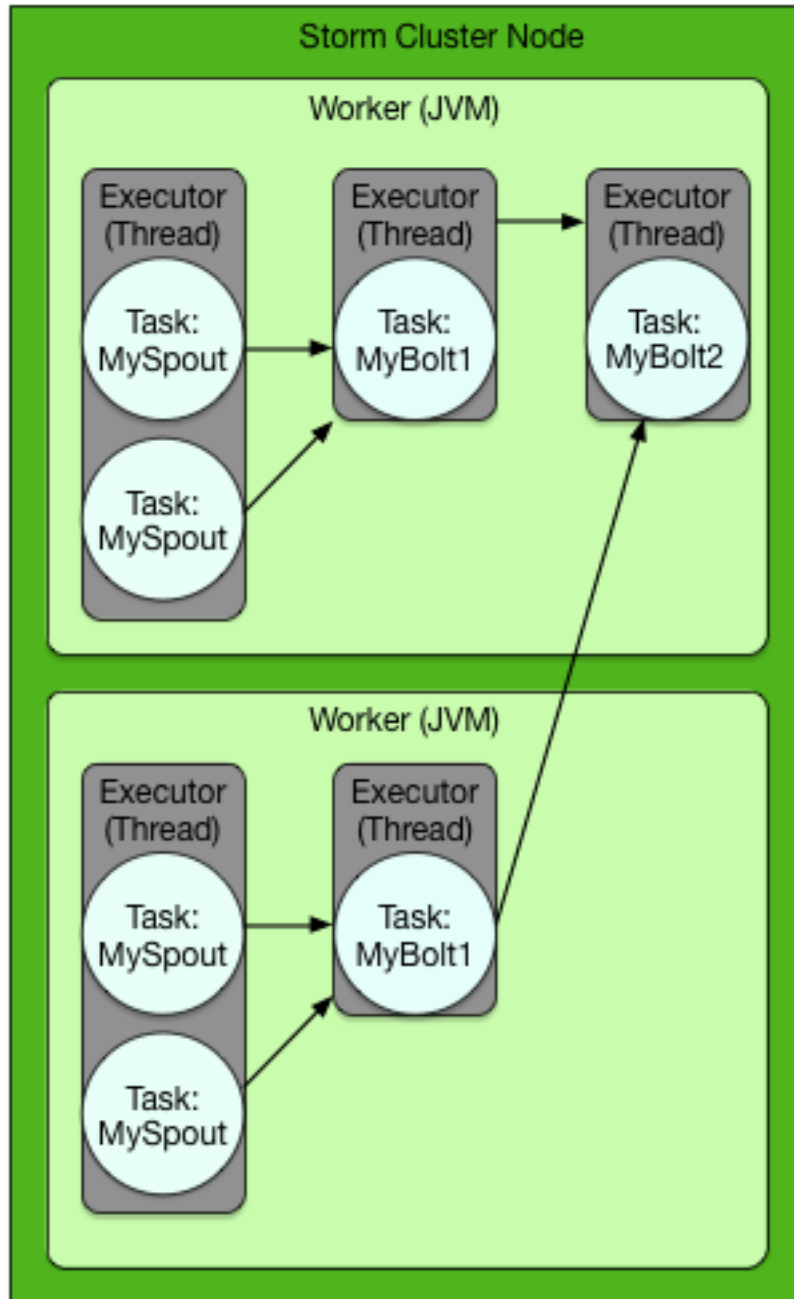 Storm Cluster Node
Worker (JVM)
Executor
(Thread)
Task:
MySpout
Task:
MySpout
Executor
(Thread)
Task:
MyBolt1
Executor
(Thread)
Task:
MyBolt2
Worker (JVM)
Executor
(Thread)
Task:
MySpout
Task:
MySpout
Executor
(Thread)
Task:
MyBolt1